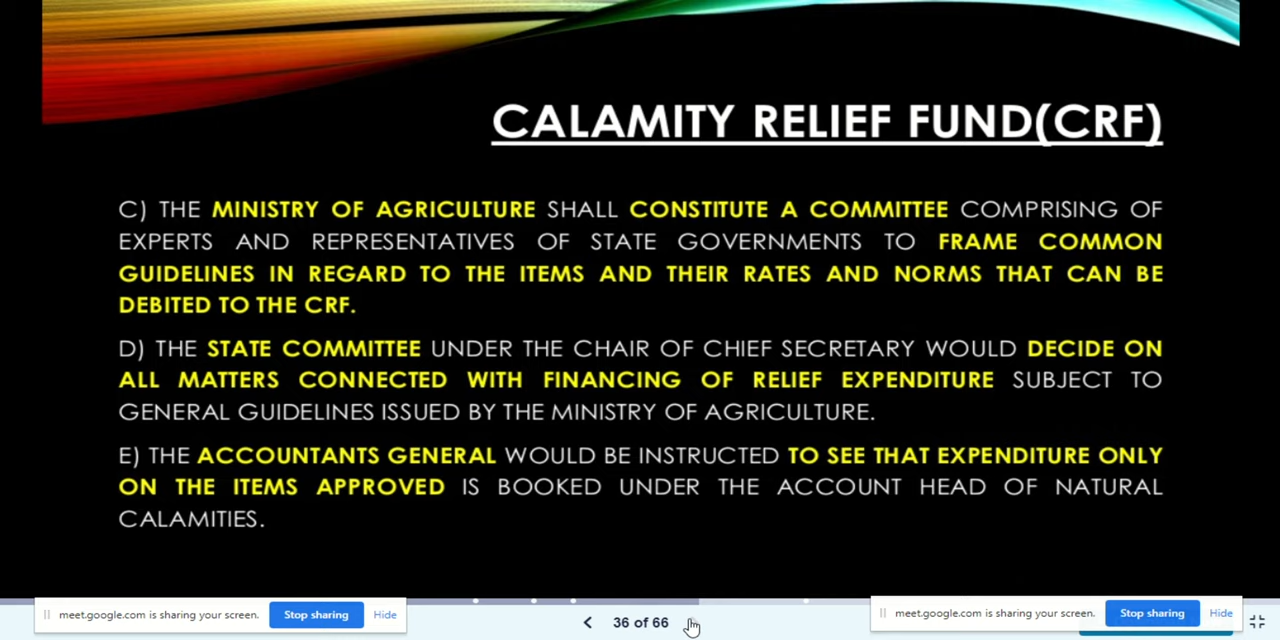 CALAMITY RELIEF FUND(CRF)
C) THE MINISTRY OF AGRICULTURE SHALL CONSTITUTE A COMMITTEE COMPRISING OF
EXPERTS AND REPRESENTATIVES OF STATE GOVERNMENTS TO FRAME COMMON
GUIDELINES IN REGARD TO THE ITEMS AND THEIR RATES AND NORMS THAT CAN BE
DEBITED TO THE CRF.
D) THE STATE COMMITTEE UNDER THE CHAIR OF CHIEF SECRETARY WOULD DECIDE ON
ALL MATTERS CONNECTED WITH FINANCING OF RELIEF EXPENDITURE SUBJECT TO
GENERAL GUIDELINES ISSUED BY THE MINISTRY OF AGRICULTURE.
E) THE ACCOUNTANTS GENERAL WOULD BE INSTRUCTED TO SEE THAT EXPENDITURE ONLY
ON THE ITEMS APPROVED IS BOOKED UNDER THE ACCOUNT HEAD OF NATURAL
CALAMITIES.
meet.google.com is sharing your screen. Stop sharing Hide
36 of 66
meet.google.com is sharing your screen. Stop sharing Hide